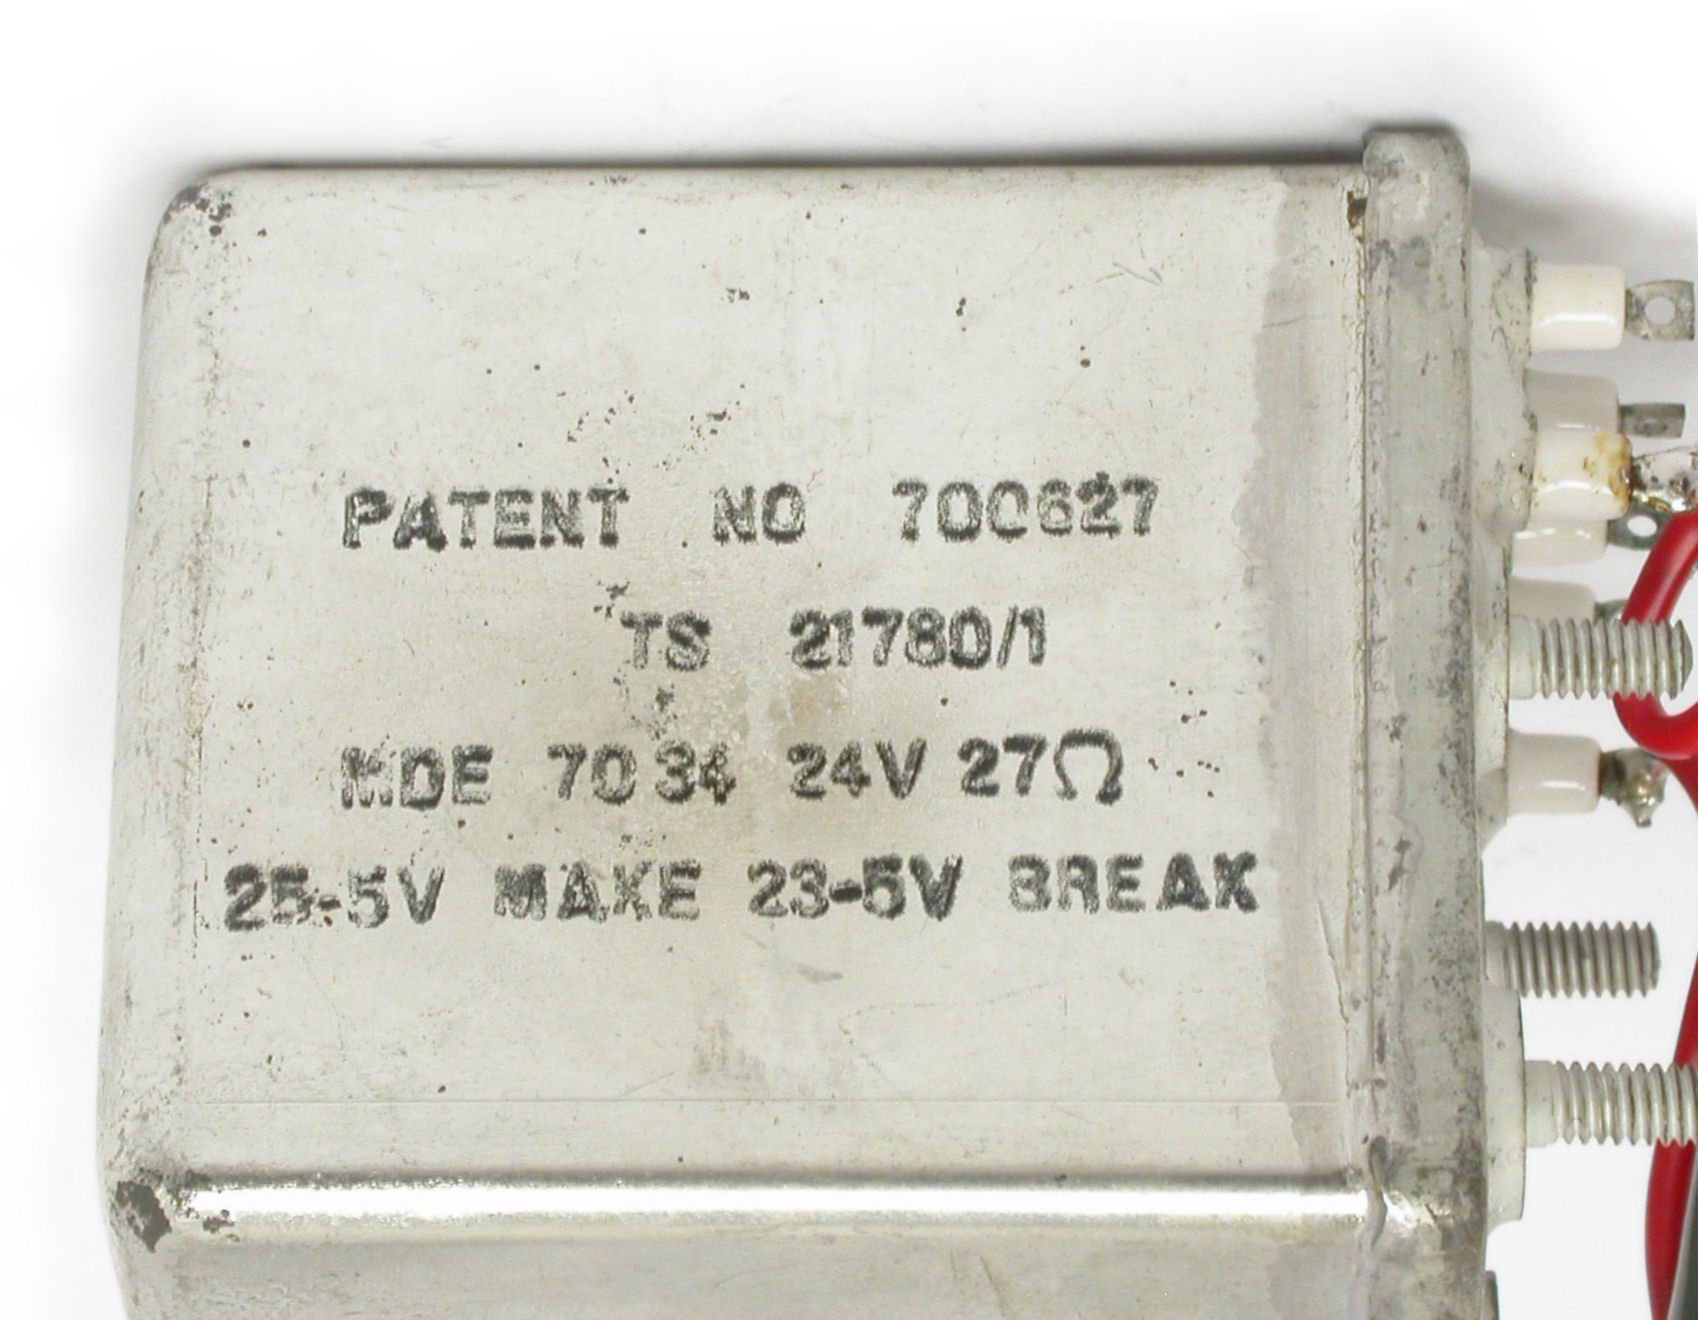 PATENT NO 700627
TS 21780/1
MDE 7034 24V 27Ω
25-5V MAKE 23-5V BREAK